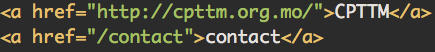 <a href="http://cpttm.org.mo/">CPTTM</a>
<a href="/contact">contact</a>